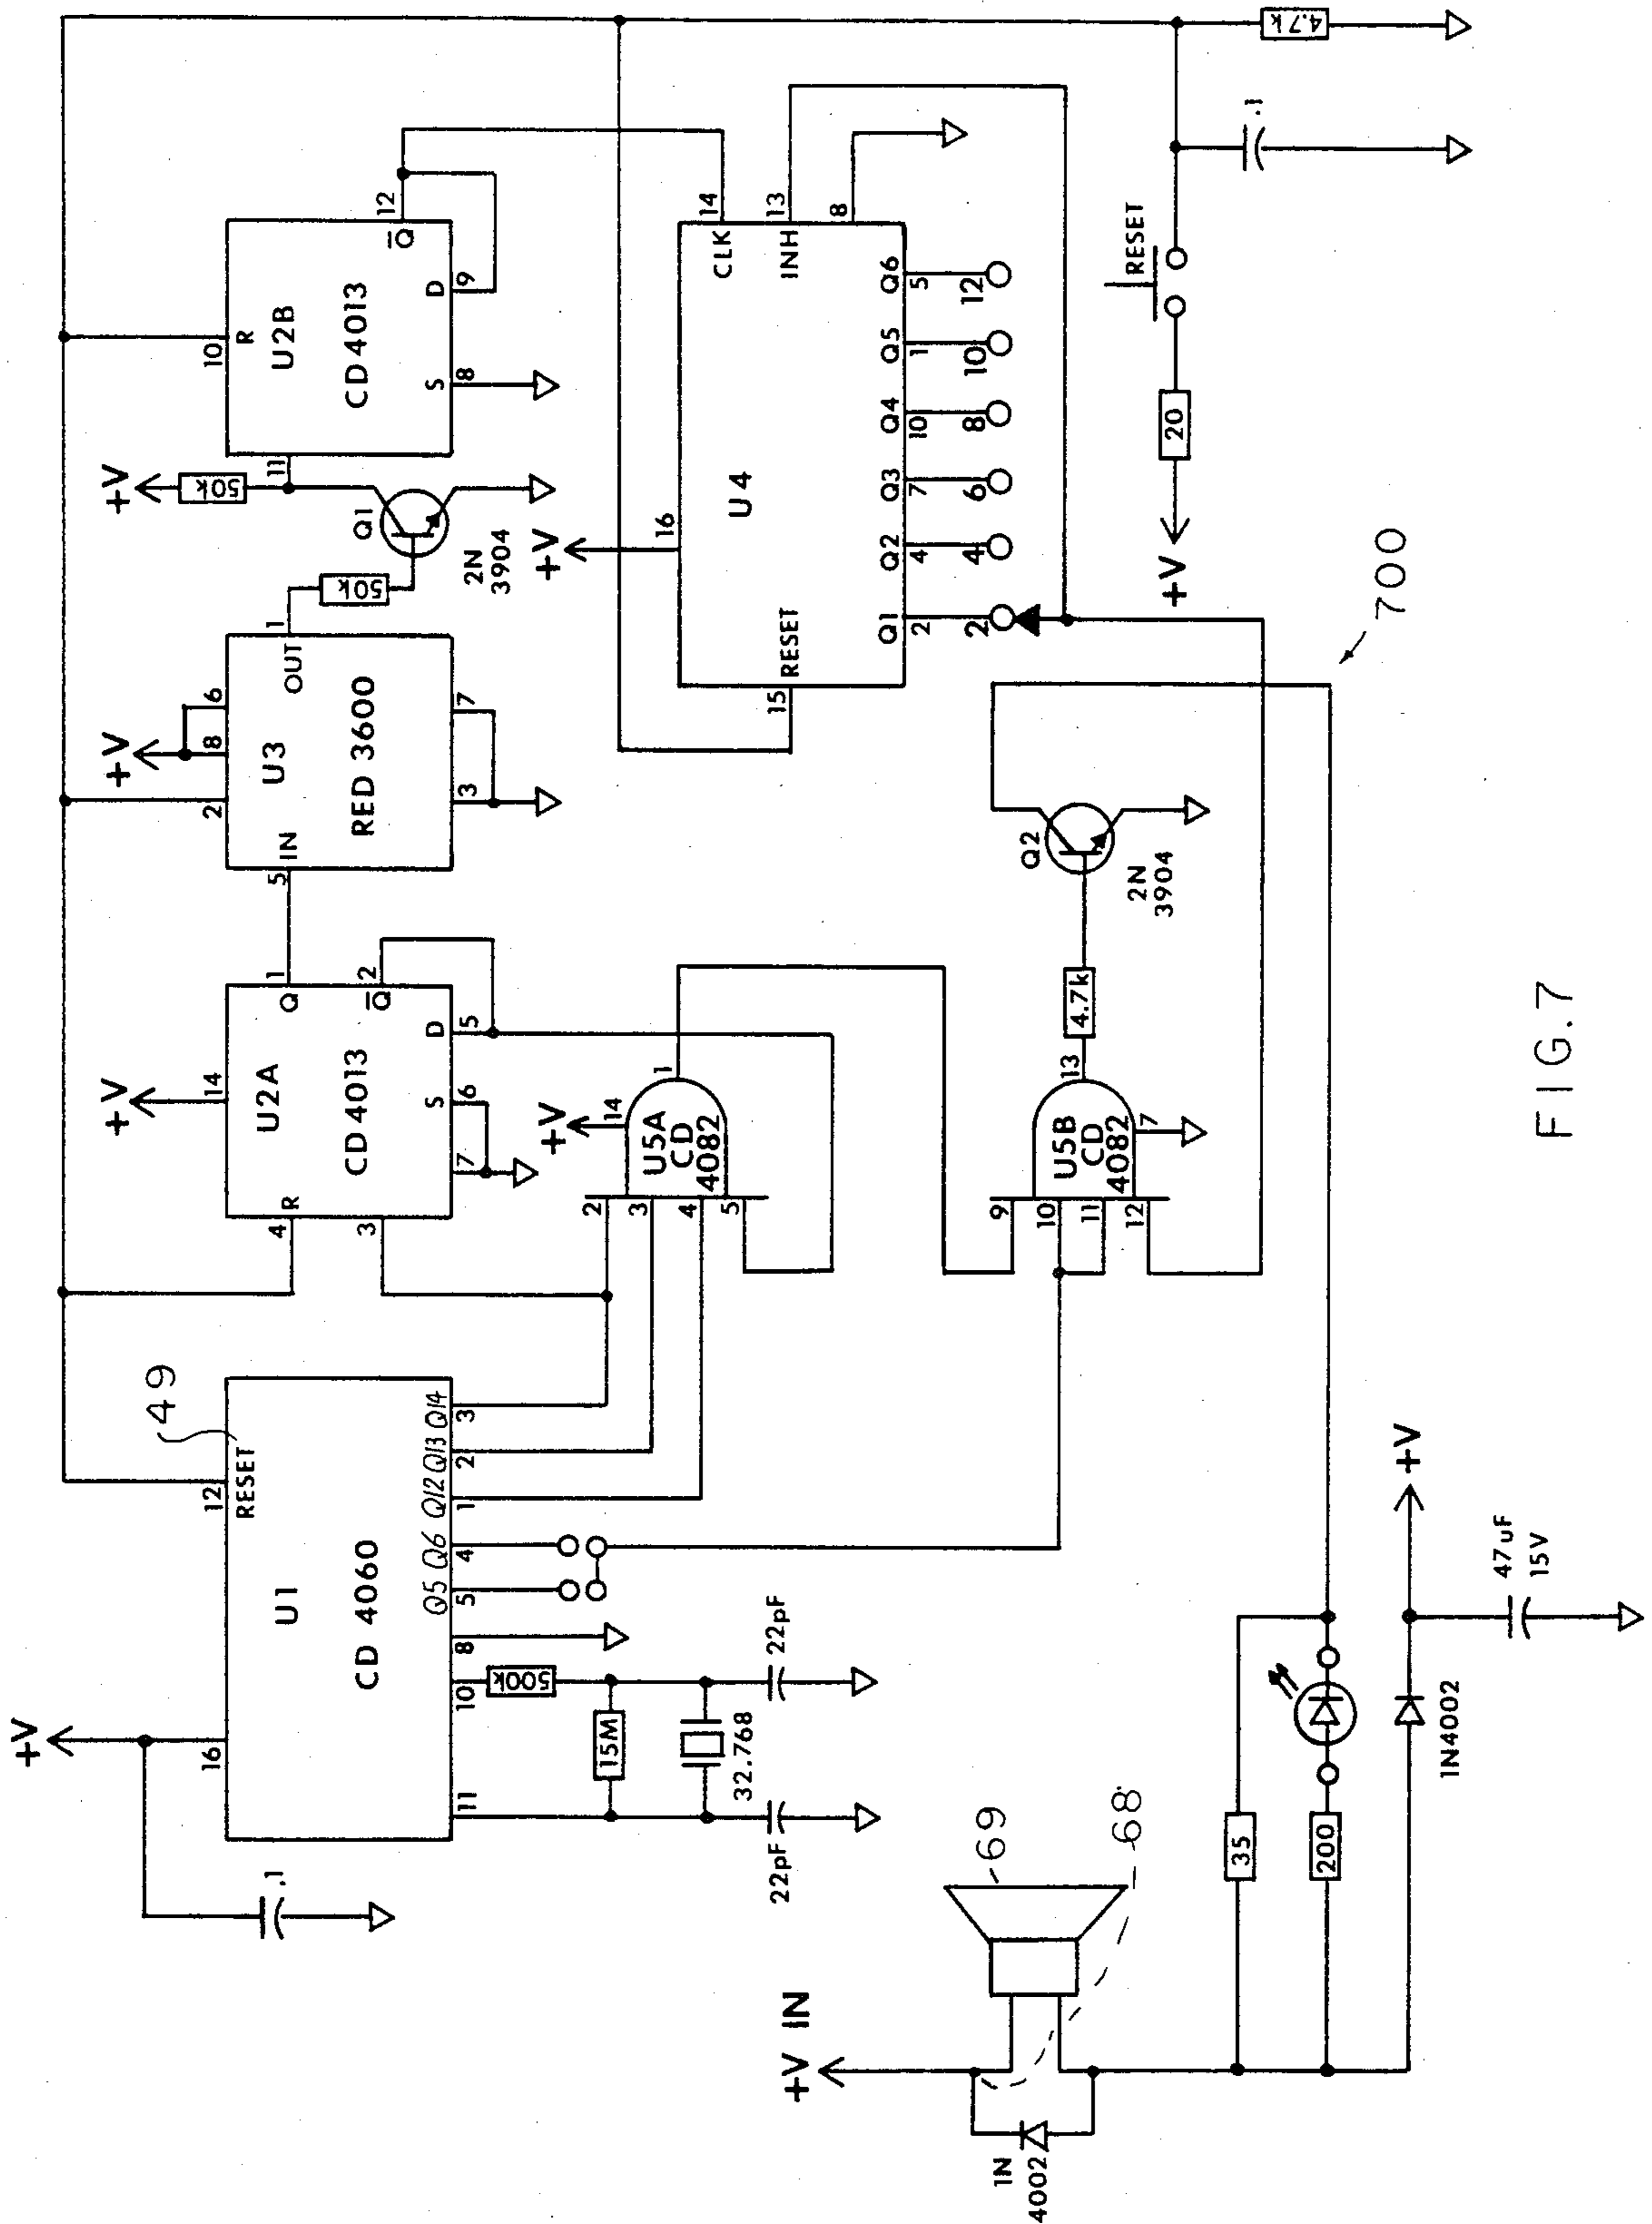 +V
.1
16
12
RESET
49
U1
CD 4060
11
10
8
5
4
1
2
3
Q5
Q6
Q12
Q13
Q14
500k
15M
32.768
22pF
22pF
+V
14
4
R
3
U2A
CD4013
Q
1
Q
2
7
6
5
S
D
+V
2
8
6
5
IN
U3
RED 3600
OUT
1
3
7
50k
Q1
2N
3904
+V
50k
11
10
R
U2B
CD 4013
Q
12
S
8
D
9
+V
14
2
3
4
5
U5A
CD
4082
1
9
10
11
12
U5B
CD
4082
13
7
4.7k
Q2
2N
3904
+V
16
U4
15
RESET
CLK
14
INH
13
8
Q1
Q2
Q3
Q4
Q5
Q6
2
4
7
10
1
5
2
4
6
8
10
12
+V
20
RESET
.1
4.7k
+V IN
1N
4002
69
68
35
200
1N4002
+V
47uF
15V
700
FIG.7